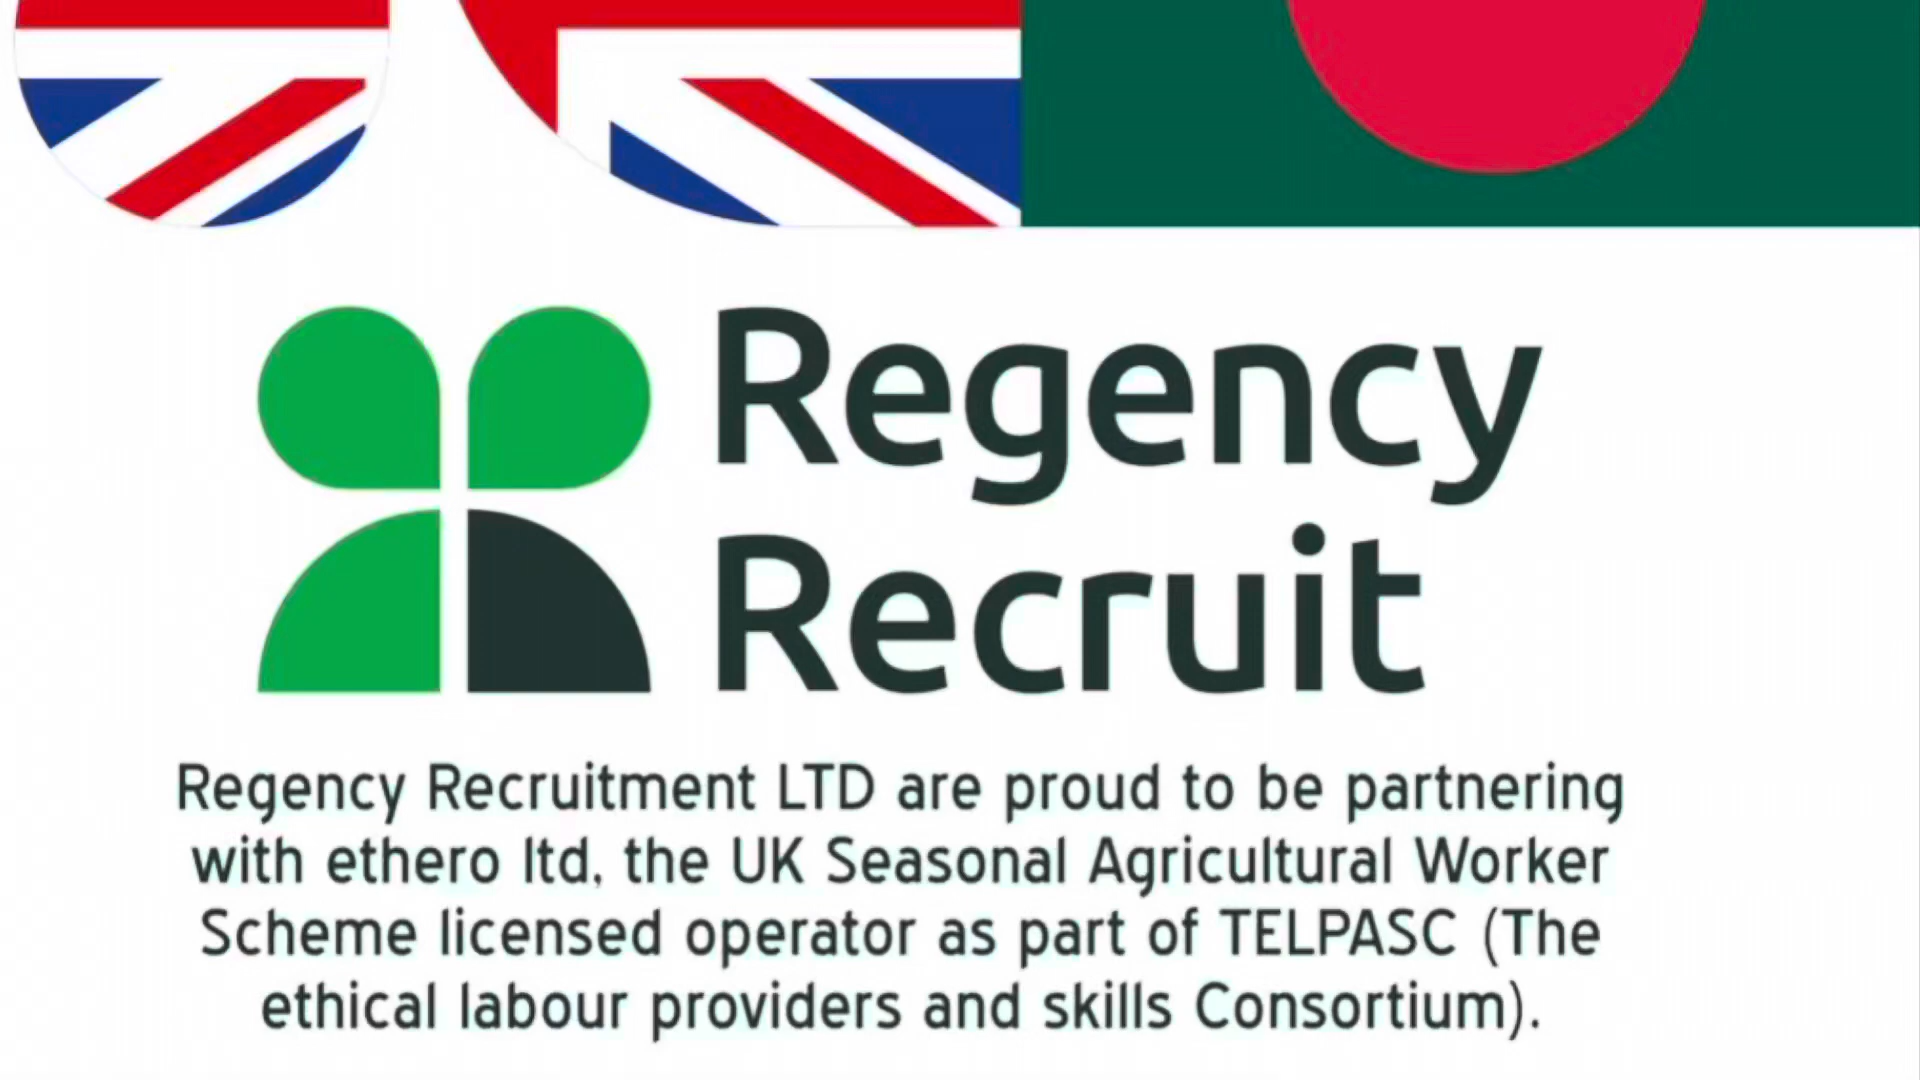 Regency
Recruit
Regency Recruitment LTD are proud to be partnering
with ethero ltd, the UK Seasonal Agricultural Worker
Scheme licensed operator as part of TELPASC (The
ethical labour providers and skills Consortium).